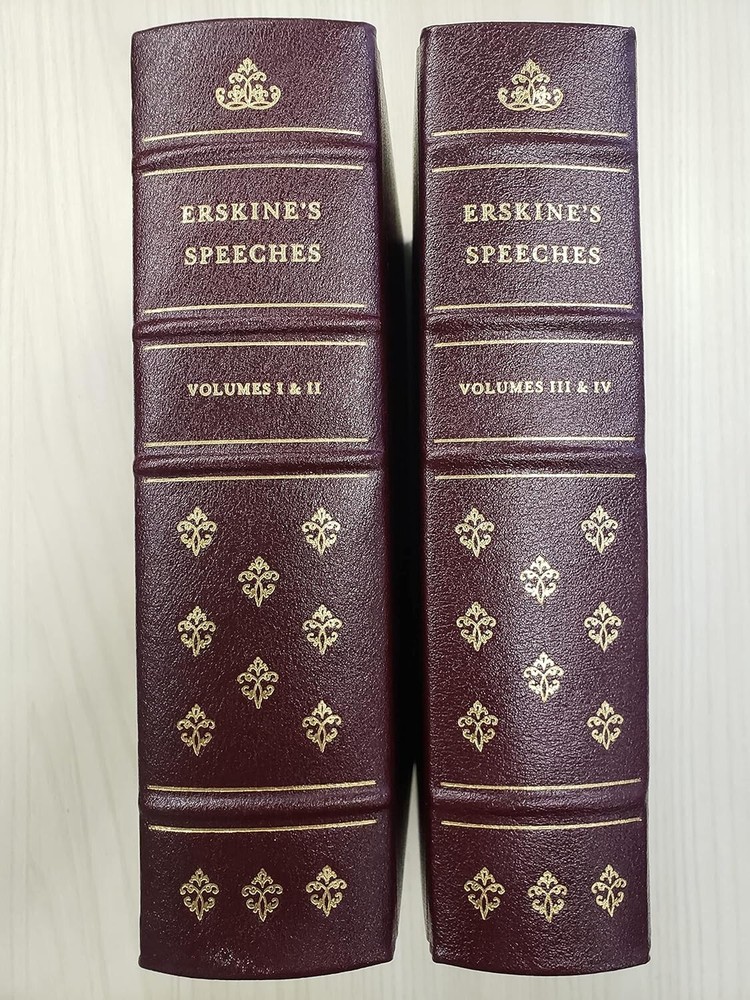 ERSKINE'S
SPEECHES
VOLUMES I & II
ERSKINE'S
SPEECHES
VOLUMES III & IV